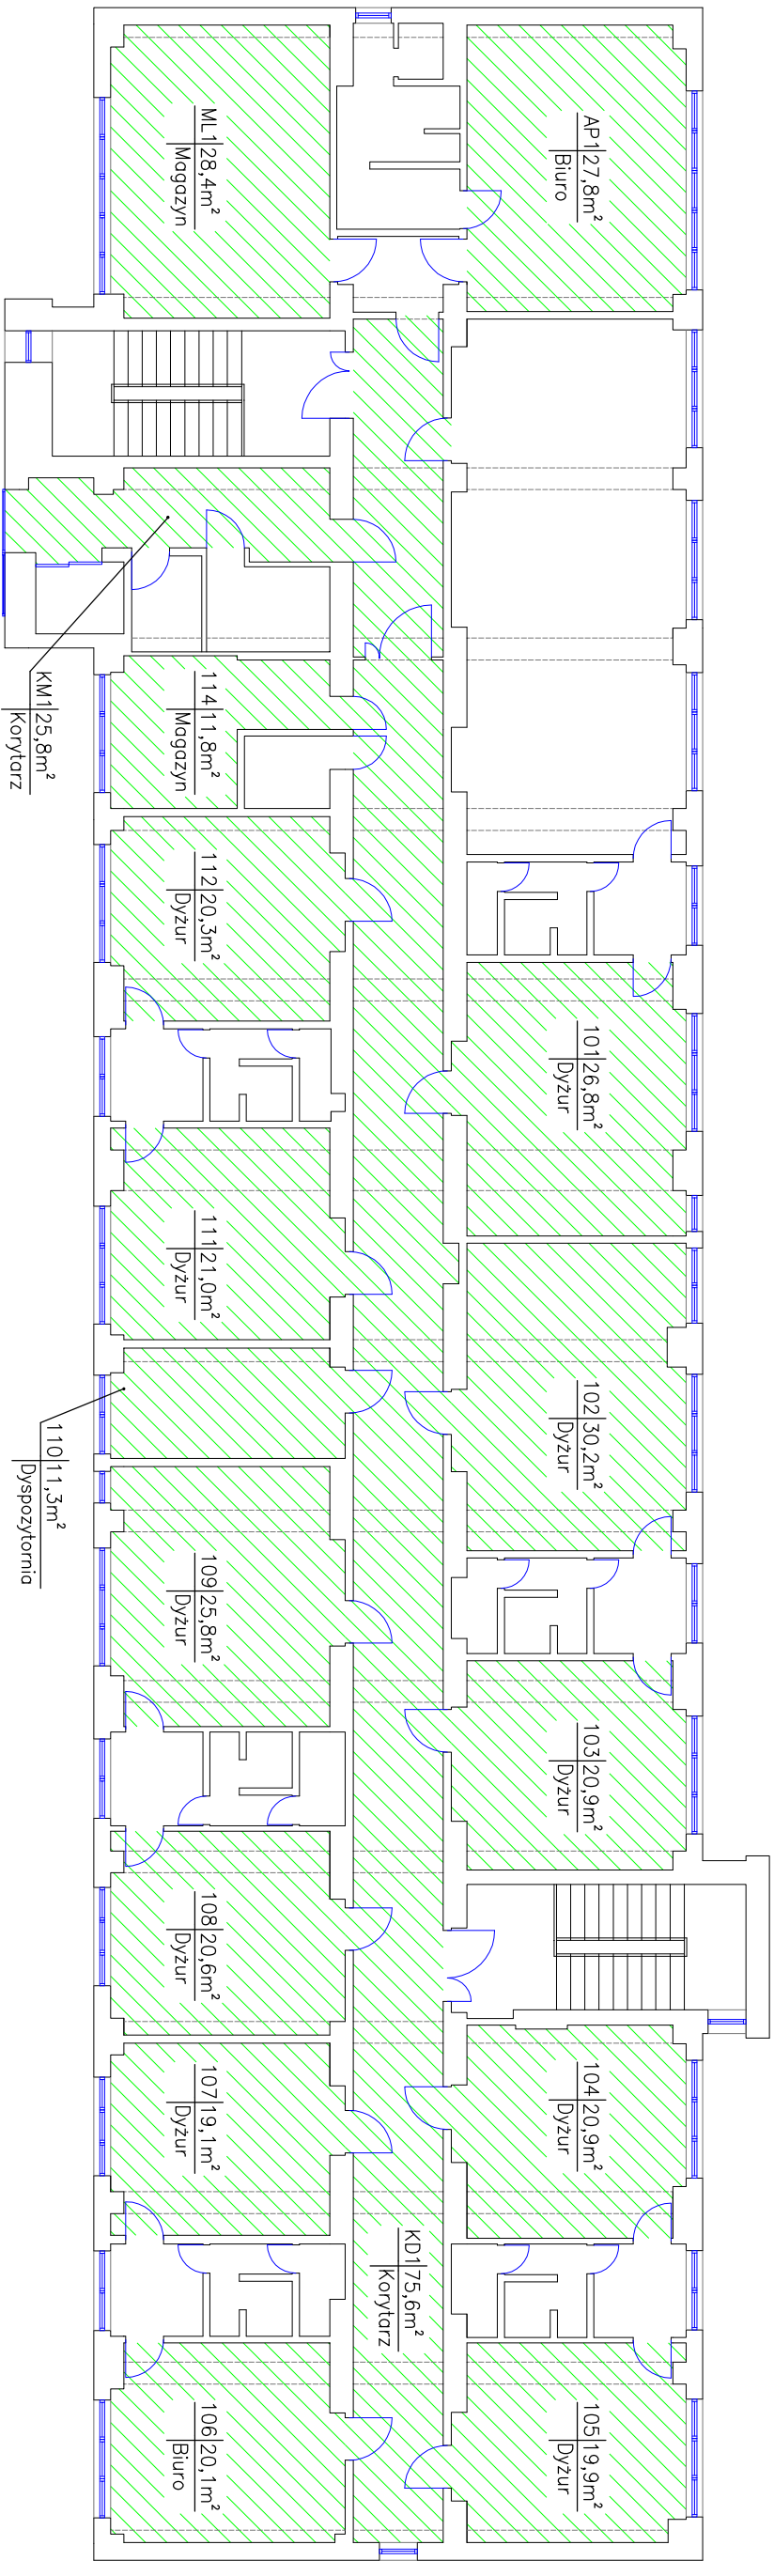 AP1 27,8m²
Biuro
ML1 28,4m²
Magazyn
KM1 25,8m²
Korytarz
114 11,8m²
Magazyn
112 20,3m²
Dyżur
101 26,8m²
Dyżur
111 21,0m²
Dyżur
102 30,2m²
Dyżur
110 11,3m²
Dyspozytornia
109 25,8m²
Dyżur
103 20,9m²
Dyżur
108 20,6m²
Dyżur
104 20,9m²
Dyżur
107 19,1m²
Dyżur
KD1 75,6m²
Korytarz
105 19,9m²
Dyżur
106 20,1m²
Biuro